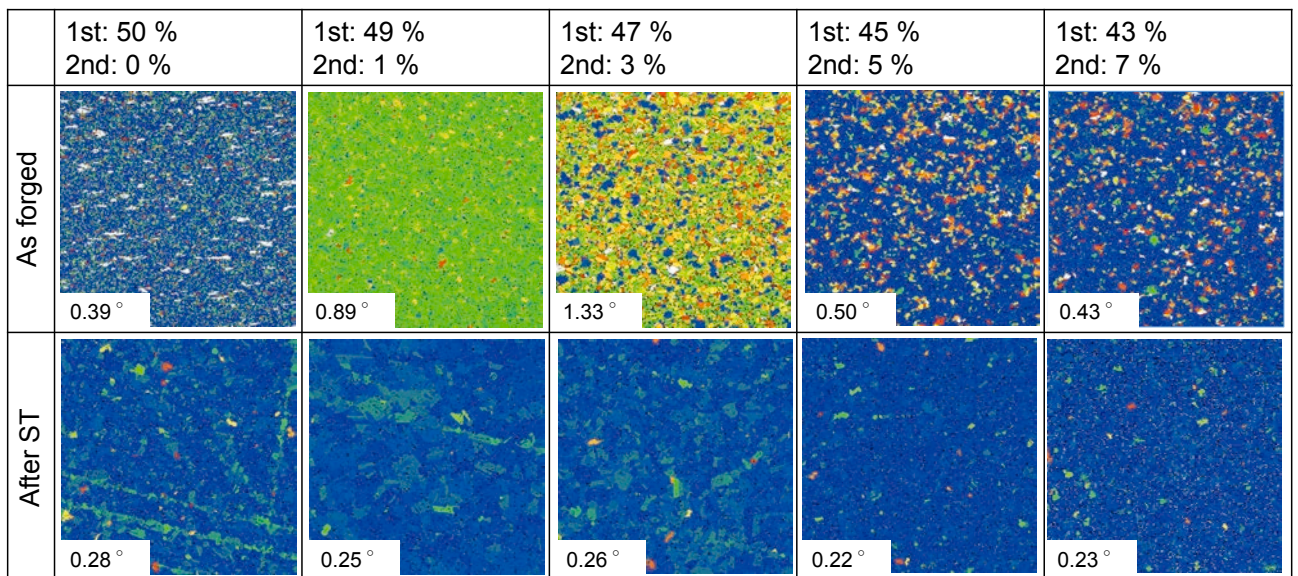 1st: 50 %
2nd: 0 %
1st: 49 %
2nd: 1 %
1st: 47 %
2nd: 3 %
1st: 45 %
2nd: 5 %
1st: 43 %
2nd: 7 %
As forged
0.39 °
0.89 °
1.33 °
0.50 °
0.43 °
After ST
0.28 °
0.25 °
0.26 °
0.22 °
0.23 °